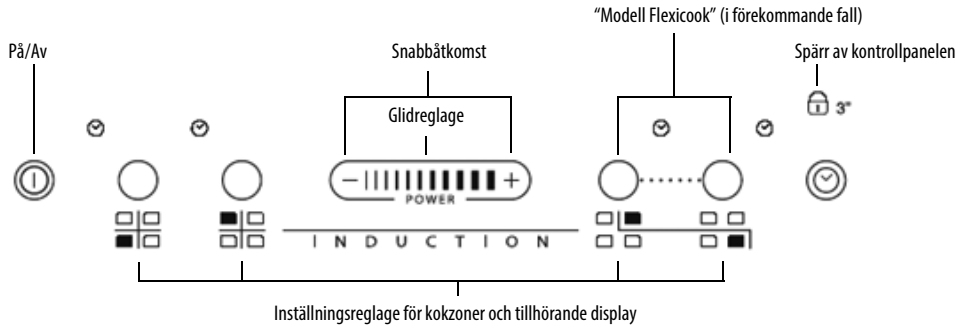 “Modell Flexicook” (i förekommande fall)
På/Av
Snabbåtkomst
Spärr av kontrollpanelen
Glidreglage
3"
− +
POWER
INDUCTION
Inställningsreglage för kokzoner och tillhörande display